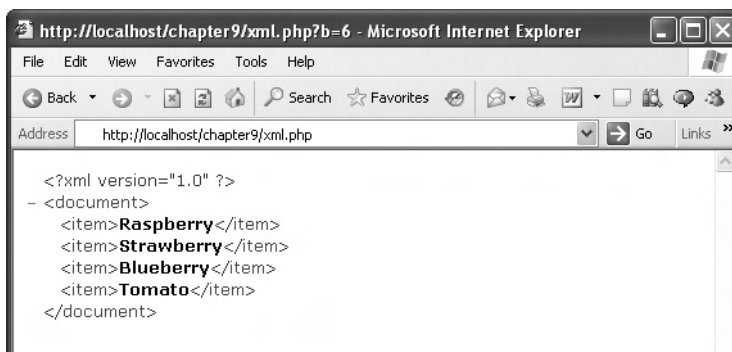 http://localhost/chapter9/xml.php?b=6 - Microsoft Internet Explorer
File Edit View Favorites Tools Help
Back Search Favorites
Address http://localhost/chapter9/xml.php Go Links »
<?xml version="1.0" ?>
– <document>
<item>Raspberry</item>
<item>Strawberry</item>
<item>Blueberry</item>
<item>Tomato</item>
</document>